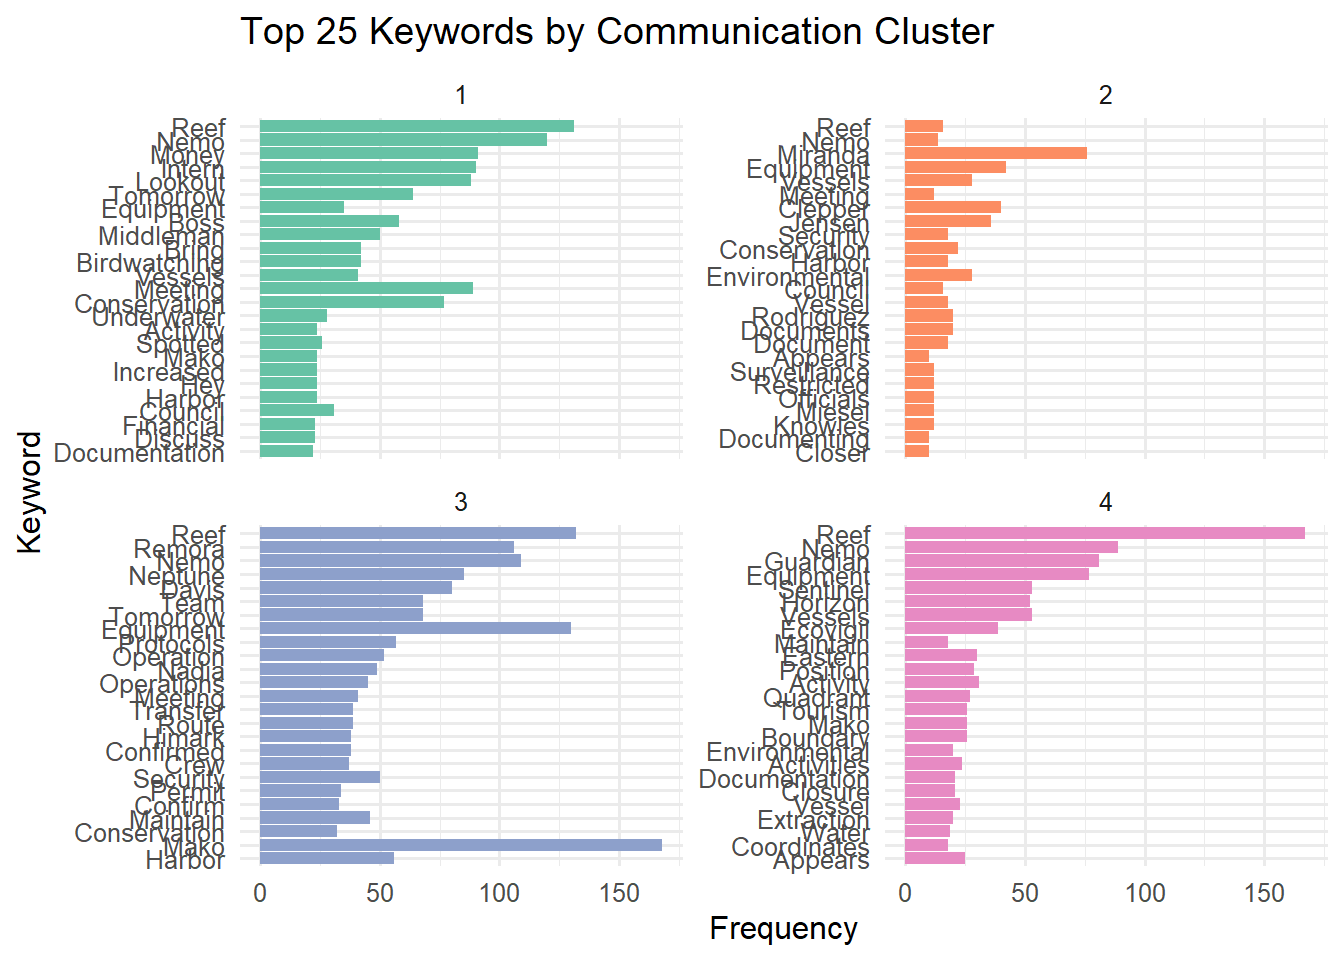 Top 25 Keywords by Communication Cluster
1
Reef
Nemo
Money
Intern
Lookout
Tomorrow
Equipment
Boss
Middleman
Bring
Birdwatching
Vessels
Meeting
Conservation
Underwater
Activity
Spotted
Mako
Increased
Hey
Harbor
Council
Financial
Discuss
Documentation
2
Reef
Nemo
Miranda
Equipment
Vessels
Meeting
Clepper
Jensen
Security
Conservation
Harbor
Environmental
Council
Vessel
Rodriguez
Documents
Document
Appears
Surveillance
Restricted
Officials
Miesel
Knowles
Documenting
Closer
3
Reef
Remora
Nemo
Neptune
Davis
Team
Tomorrow
Equipment
Protocols
Operation
Nadia
Operations
Meeting
Transfer
Route
Himark
Confirmed
Crew
Security
Permit
Confirm
Maintain
Conservation
Mako
Harbor
0 50 100 150
4
Reef
Nemo
Guardian
Equipment
Sentinel
Horizon
Vessels
Ecovigil
Maintain
Eastern
Position
Activity
Quadrant
Tourism
Mako
Boundary
Environmental
Activities
Documentation
Closure
Vessel
Extraction
Water
Coordinates
Appears
0 50 100 150
Keyword
Frequency